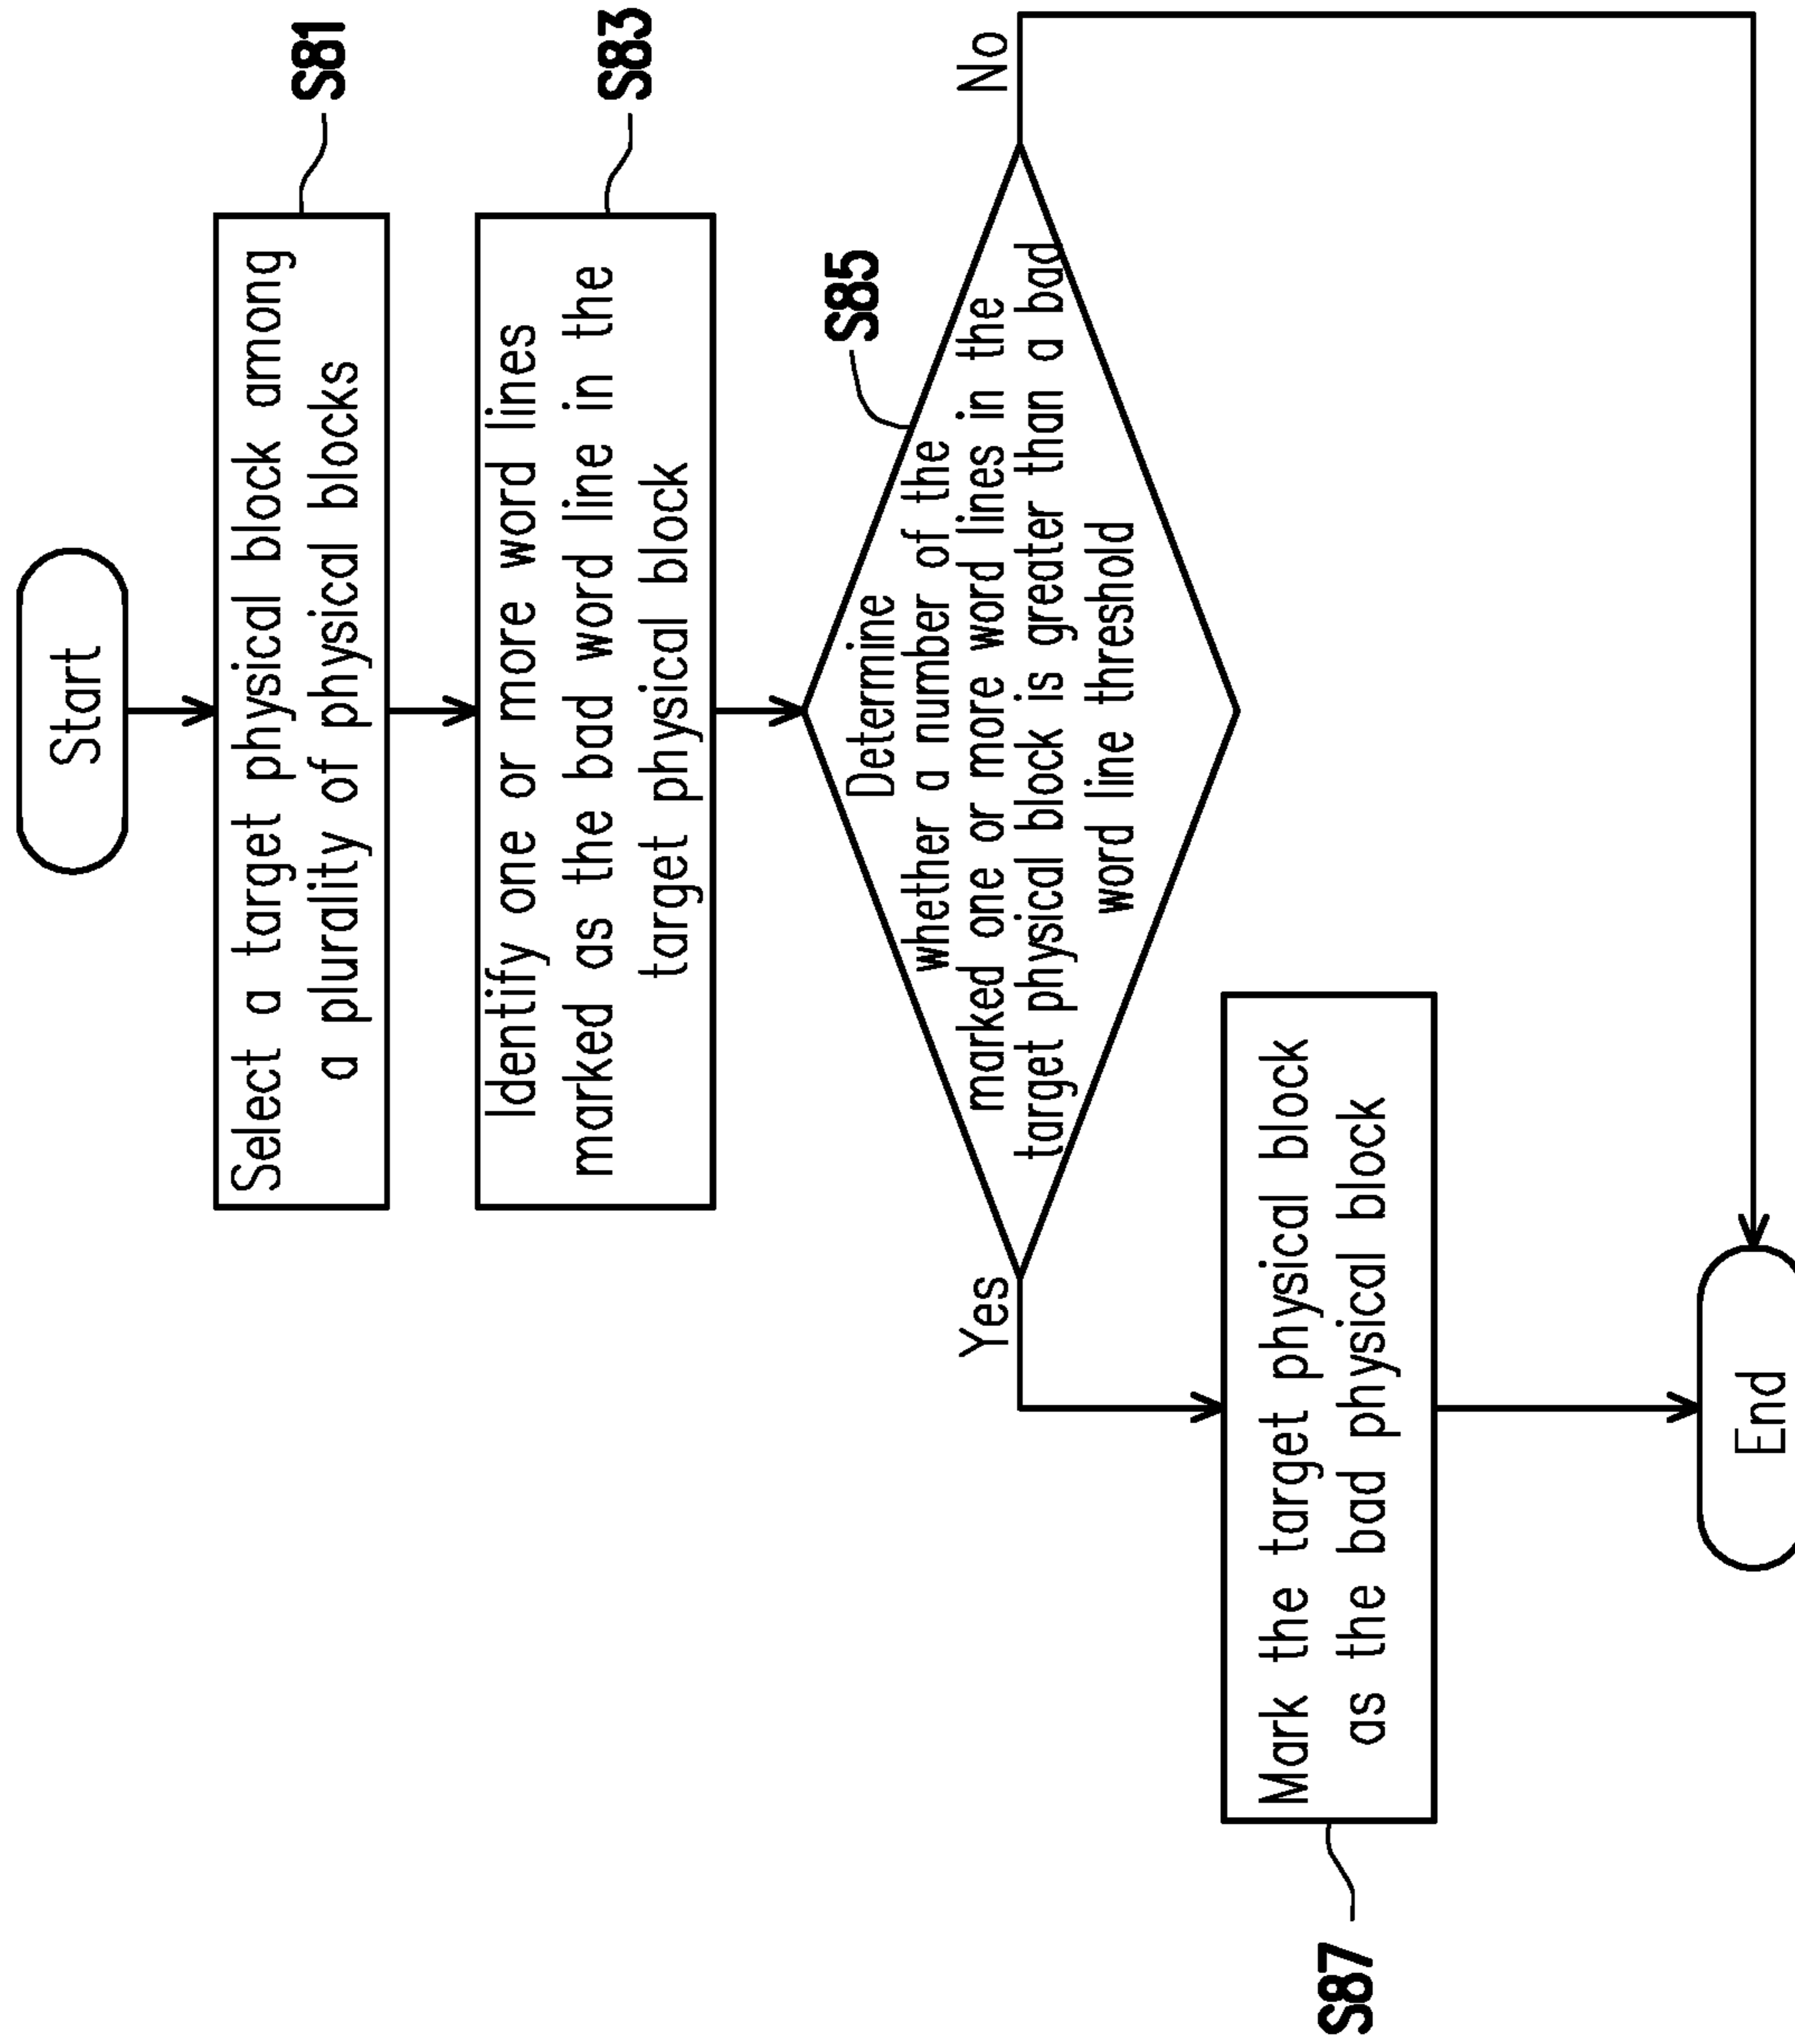 Start
Select a target physical block among
a plurality of physical blocks
S81
Identify one or more word lines
marked as the bad word line in the
target physical block
S83
Determine
whether a number of the
marked one or more word lines in the
target physical block is greater than a bad
word line threshold
S85
Yes
No
Mark the target physical block
as the bad physical block
S87
End